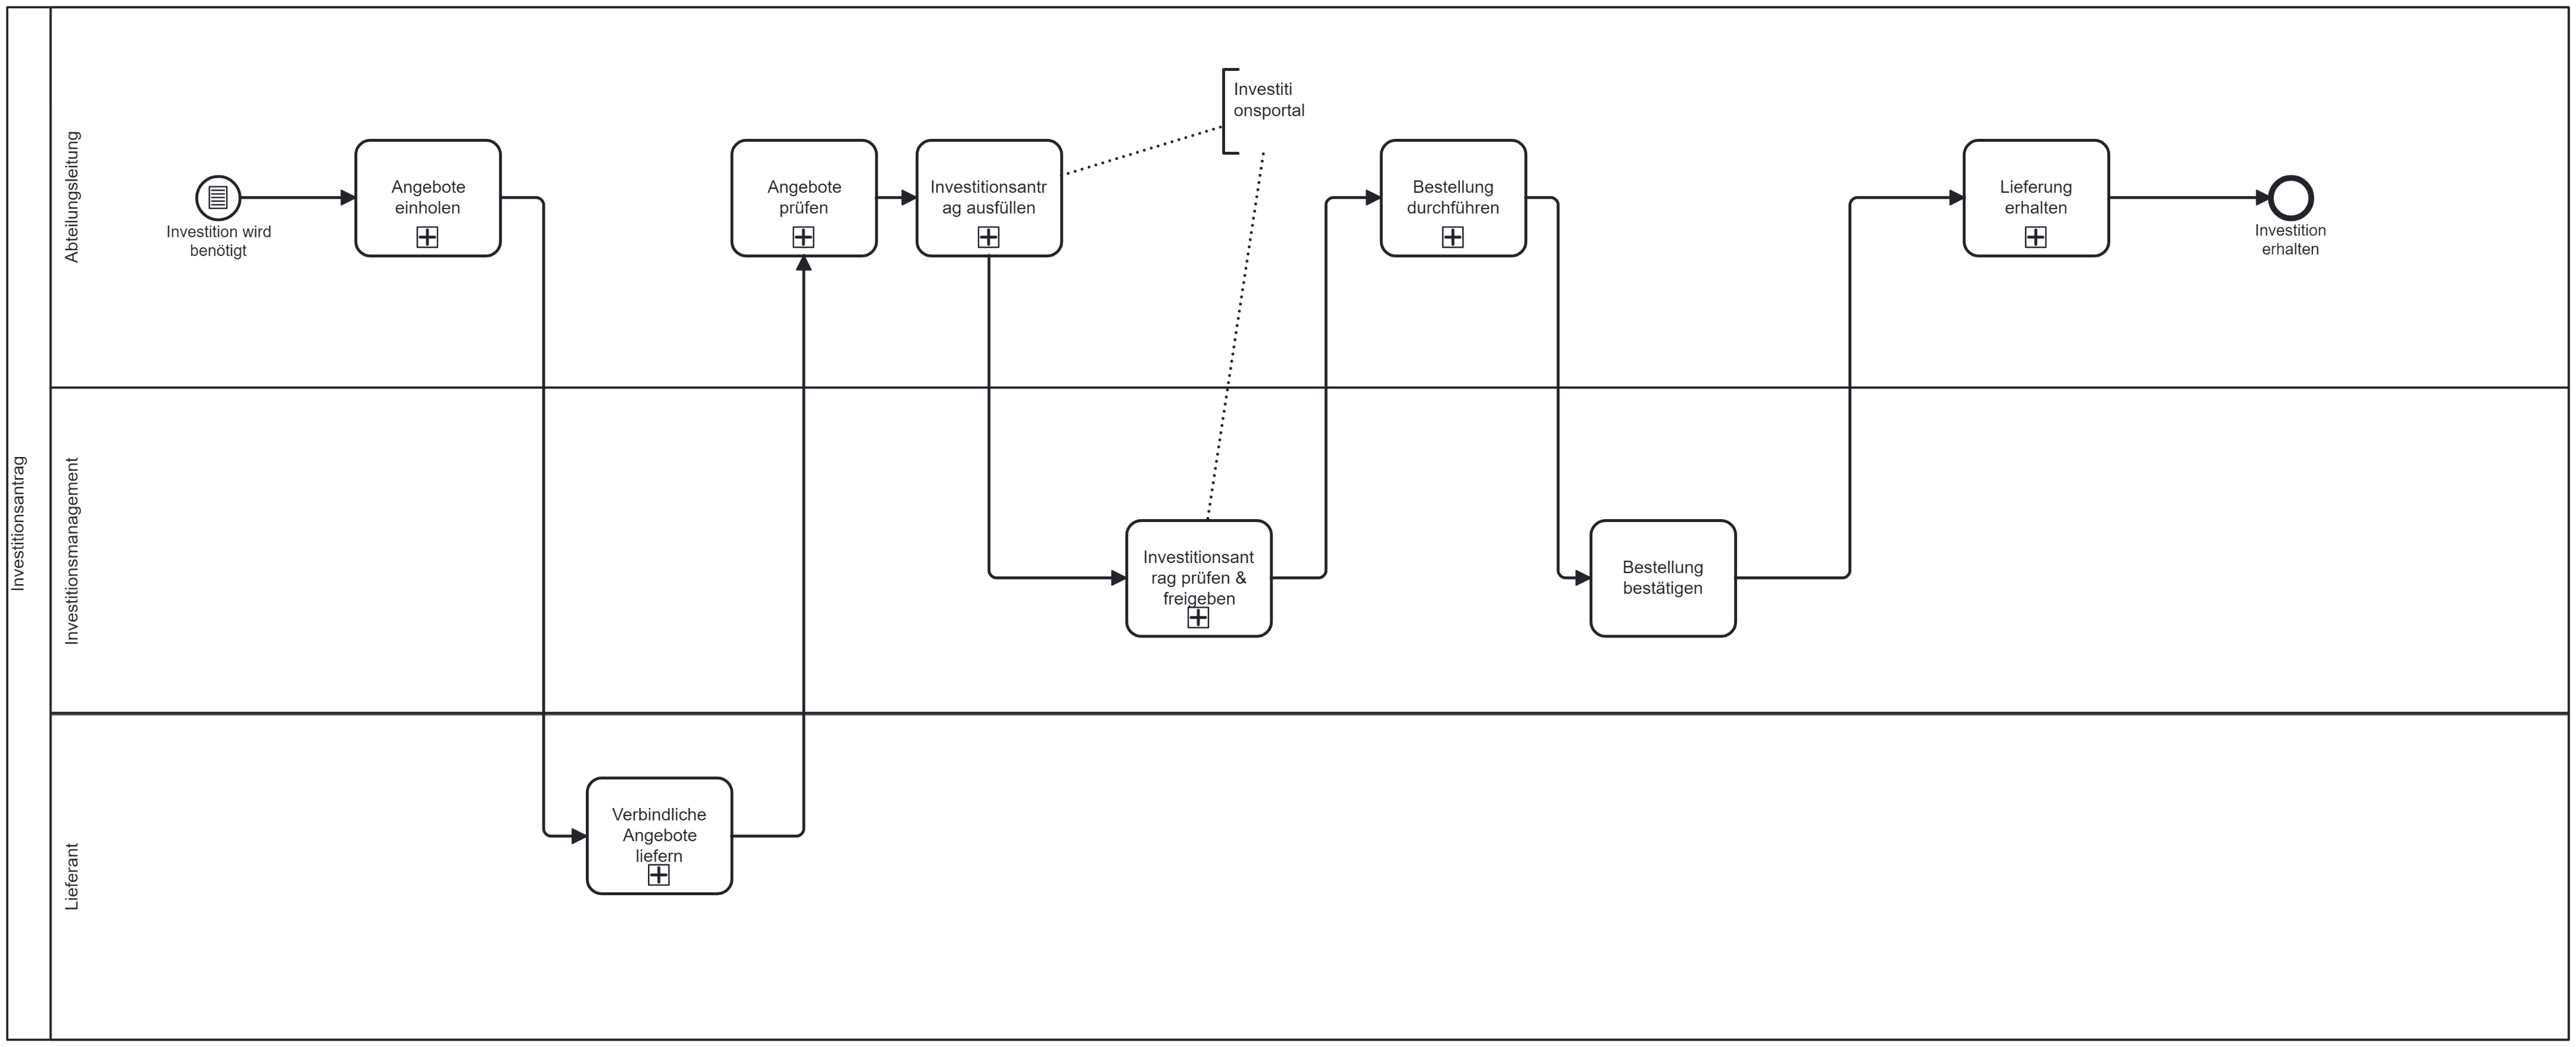 Investitionsantrag
Abteilungsleitung
Investition wird
benötigt
Angebote
einholen
Angebote
prüfen
Investitionsantr
ag ausfüllen
Investiti
onsportal
Bestellung
durchführen
Lieferung
erhalten
Investition
erhalten
Investitionsmanagement
Investitionsant
rag prüfen &
freigeben
Bestellung
bestätigen
Lieferant
Verbindliche
Angebote
liefern